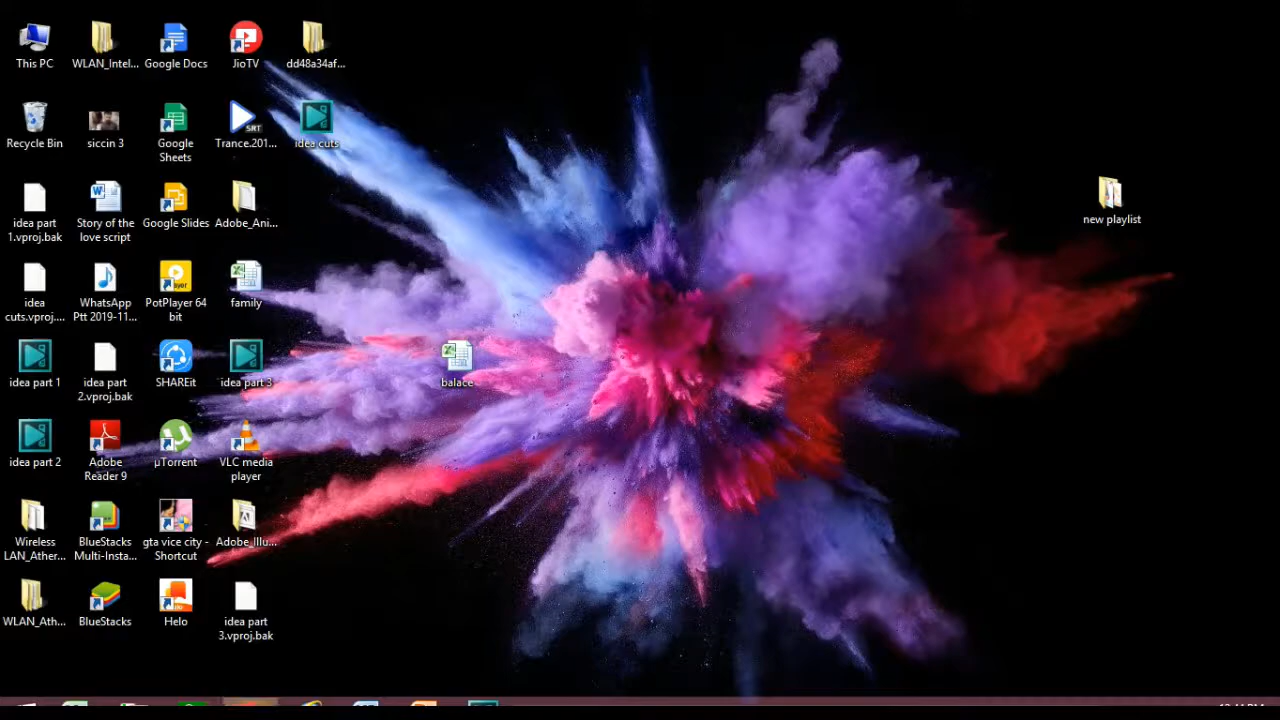 This PC
WLAN_Intel...
Google Docs
JioTV
dd48a34af...
Recycle Bin
siccin 3
Google
Sheets
Trance.201...
SRT
idea cuts
idea part
1.vproj.bak
Story of the
love script
Google Slides
Adobe_Ani...
new playlist
idea
cuts.vproj....
WhatsApp
Ptt 2019-11...
PotPlayer 64
bit
family
idea part 1
idea part
2.vproj.bak
SHAREit
idea part 3
balace
idea part 2
Adobe
Reader 9
µTorrent
VLC media
player
Wireless
LAN_Ather...
BlueStacks
Multi-Insta...
gta vice city -
Shortcut
Adobe_Illu...
WLAN_Ath...
BlueStacks
Helo
idea part
3.vproj.bak